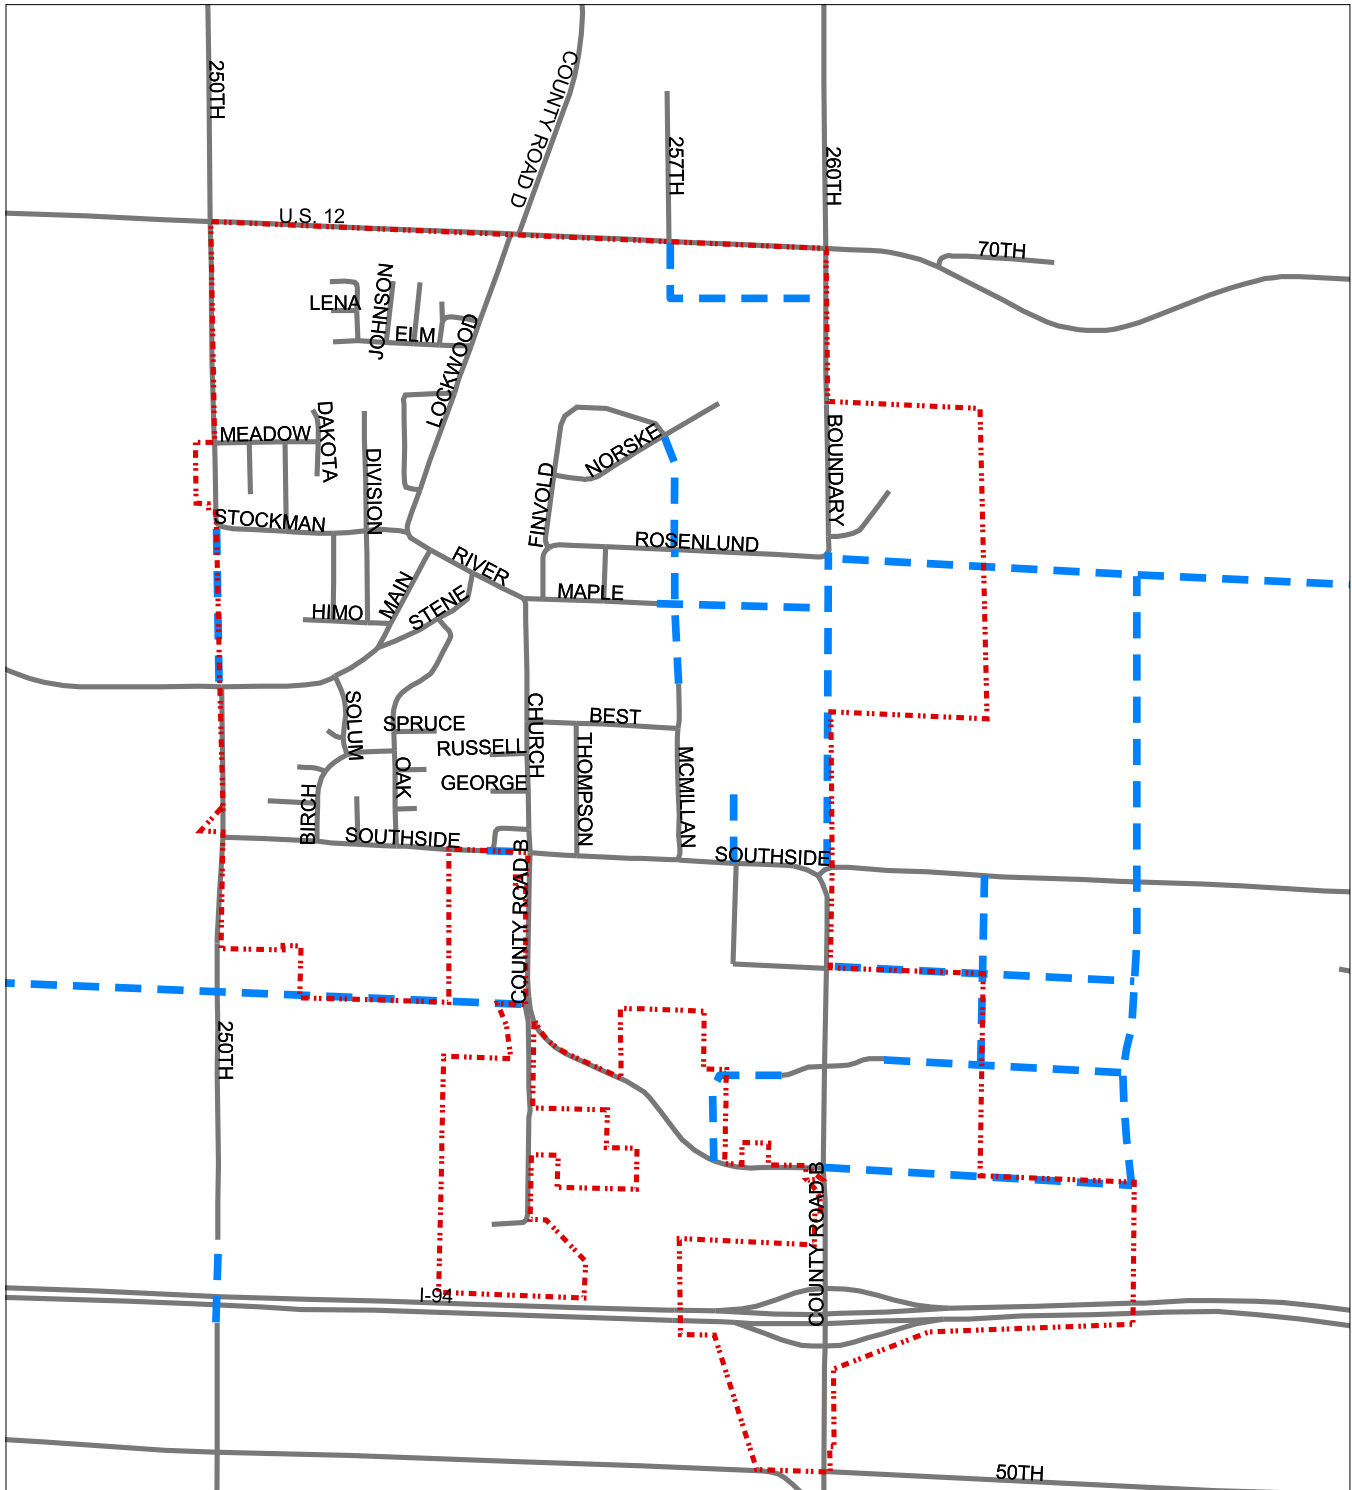 250TH
COUNTY ROAD D
257TH
260TH
U.S. 12
70TH
LENA
JOHNSON
ELM
LOCKWOOD
MEADOW
DAKOTA
DIVISION
STOCKMAN
FINVOLD
NORSKE
BOUNDARY
ROSENLUND
RIVER
MAPLE
MAIN
STENE
HIMO
SOLUM
SPRUCE
RUSSELL
GEORGE
OAK
CHURCH
BEST
THOMPSON
MCMILLAN
BIRCH
SOUTHSIDE
SOUTHSIDE
COUNTY ROAD B
250TH
COUNTY ROAD B
I-94
50TH